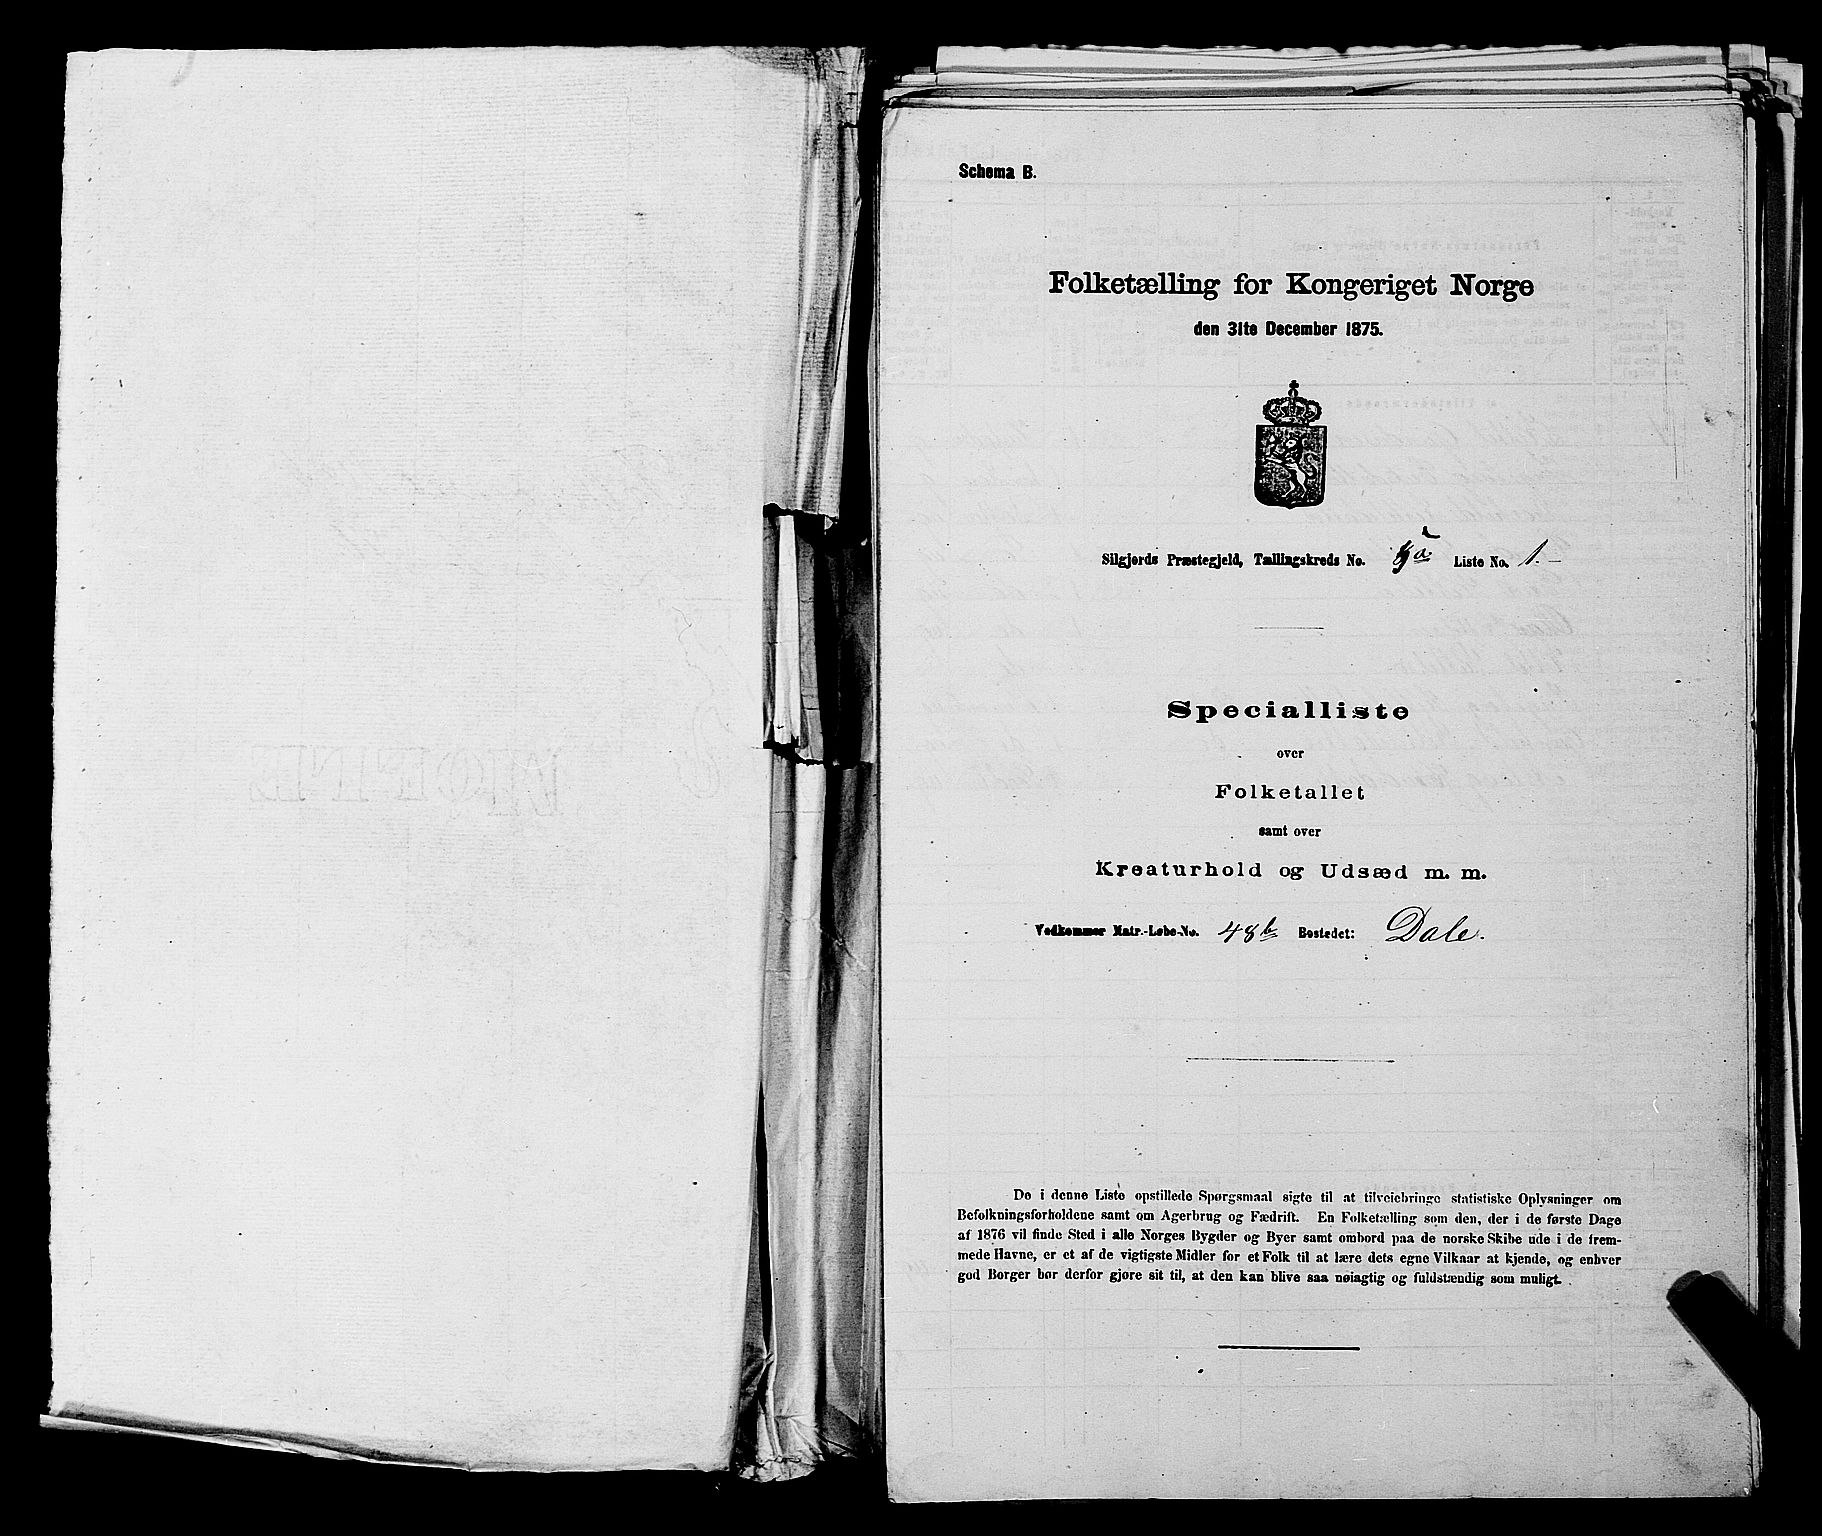 Schema B.
Folketælling for Kongeriget Norge
den 31te December 1875.
Silgjords Præstegjeld, Tællingskreds No. Liste No. 1.
Specialliste
over
Folketallet
samt over
Kreaturhold og Udsæd m. m.
Vedkommer Matr.-Løbe-No. 48b Bostedet: Dale.
De i denne Liste opstillede Spørgsmaal sigte til at tilveiebringe statistiske Oplysninger om
Befolkningsforholdene samt om Agerbrug og Fædrift. En Folketælling som den, der i de første Dage
af 1876 vil finde Sted i alle Norges Bygder og Byer samt ombord paa de norske Skibe ude i de frem-
mede Havne, er et af de vigtigste Midler for et Folk til at lære dets egne Vilkaar at kjende, og enhver
god Borger bør derfor gjøre sit til, at den kan blive saa nøiagtig og fuldstændig som muligt.